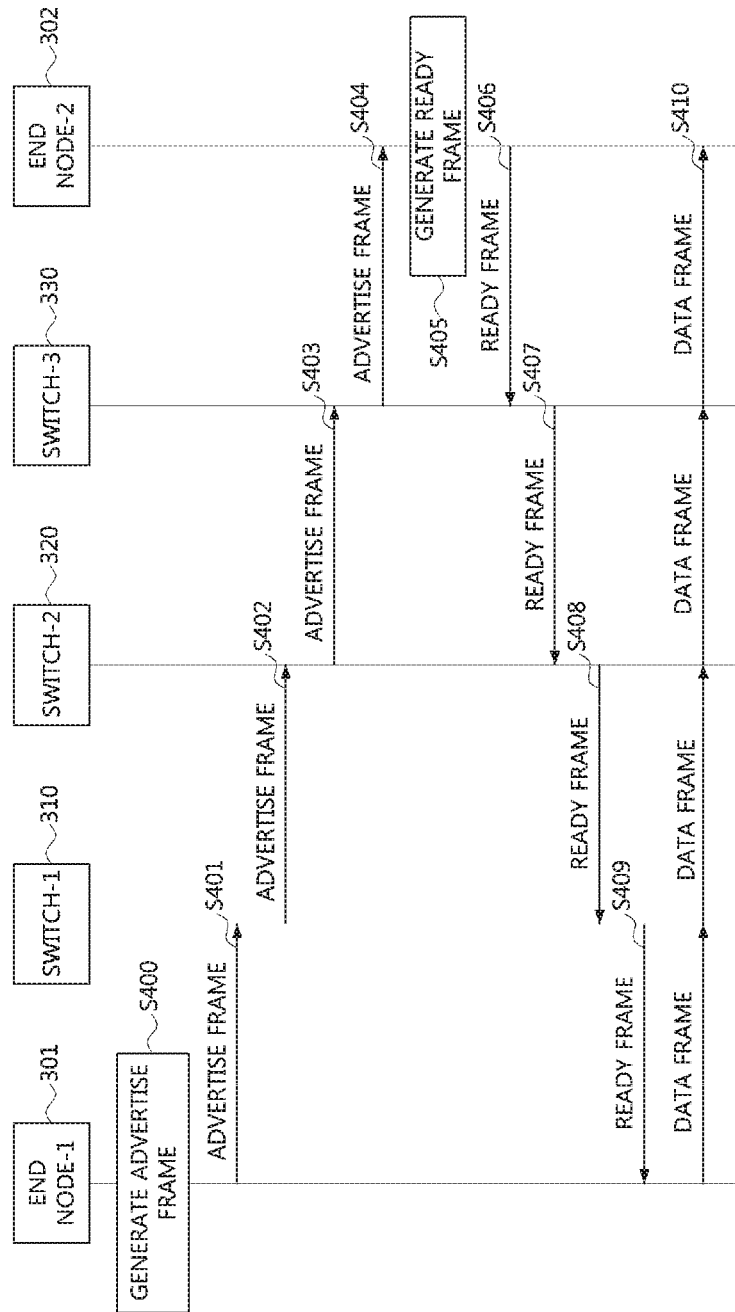 END
NODE-1
301
SWITCH-1
310
SWITCH-2
320
SWITCH-3
330
END
NODE-2
302
GENERATE ADVERTISE
FRAME
S400
ADVERTISE FRAME
S401
ADVERTISE FRAME
S402
ADVERTISE FRAME
S403
ADVERTISE FRAME
S404
GENERATE READY
FRAME
S405
READY FRAME
S406
READY FRAME
S407
READY FRAME
S408
READY FRAME
S409
DATA FRAME
DATA FRAME
DATA FRAME
DATA FRAME
S410